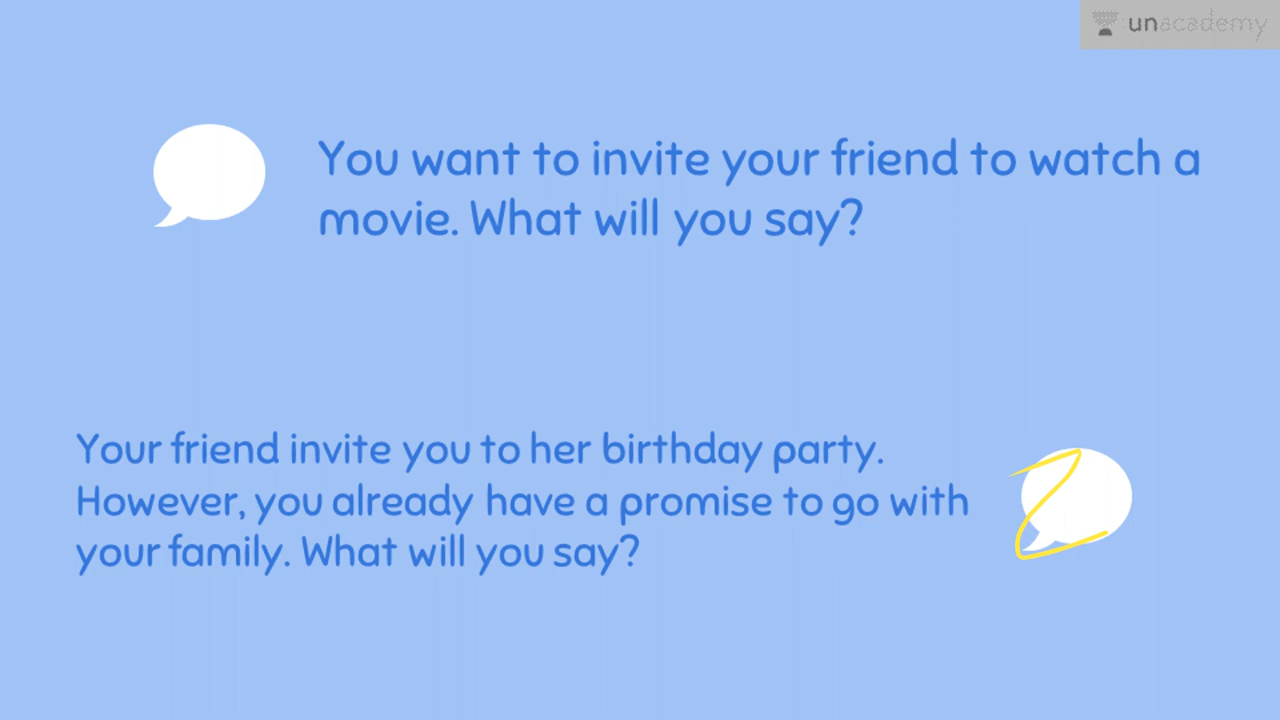 unacademy
You want to invite your friend to watch a
movie. What will you say?
Your friend invite you to her birthday party.
However, you already have a promise to go with
your family. What will you say?
2